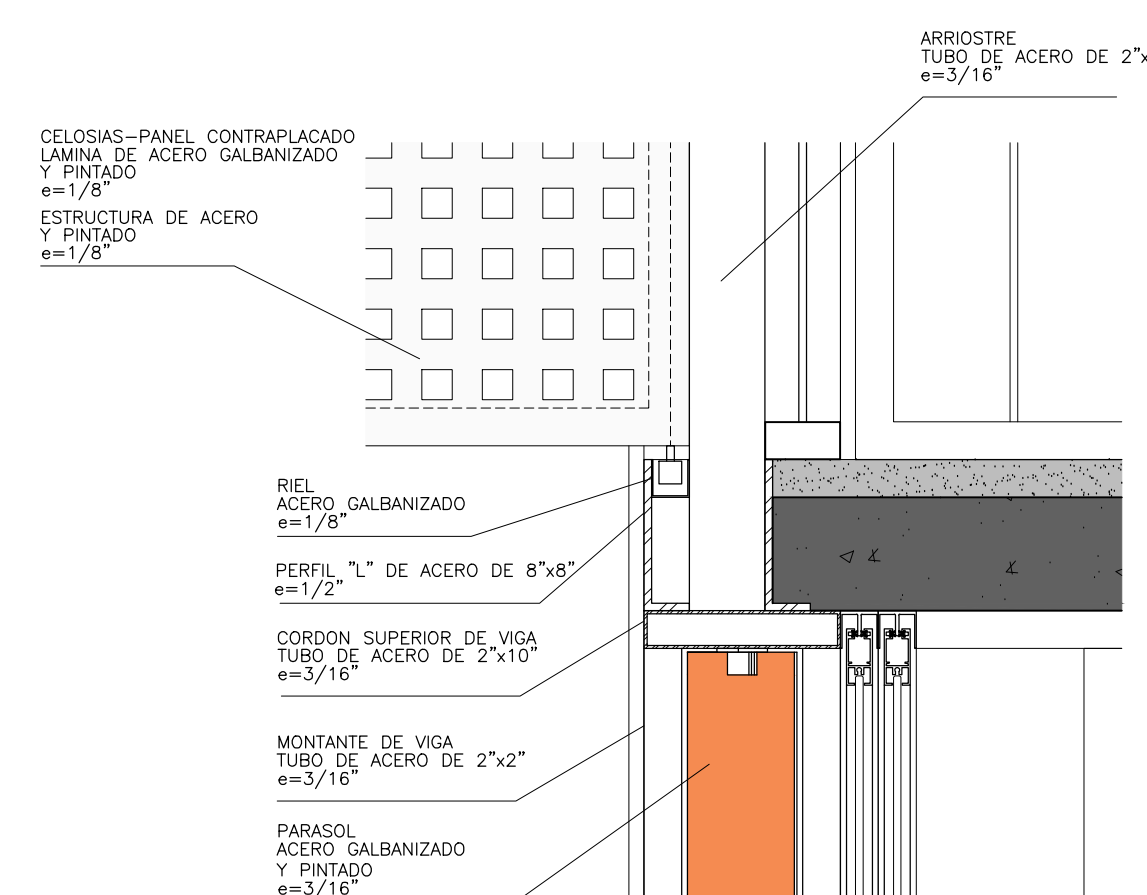 ARRIOSTRE
TUBO DE ACERO DE 2"x
e=3/16"
CELOSIAS-PANEL CONTRAPLACADO
LAMINA DE ACERO GALBANIZADO
Y PINTADO
e=1/8"
ESTRUCTURA DE ACERO
Y PINTADO
e=1/8"
RIEL
ACERO GALBANIZADO
e=1/8"
PERFIL "L" DE ACERO DE 8"x8"
e=1/2"
CORDON SUPERIOR DE VIGA
TUBO DE ACERO DE 2"x10"
e=3/16"
MONTANTE DE VIGA
TUBO DE ACERO DE 2"x2"
e=3/16"
PARASOL
ACERO GALBANIZADO
Y PINTADO
e=3/16"